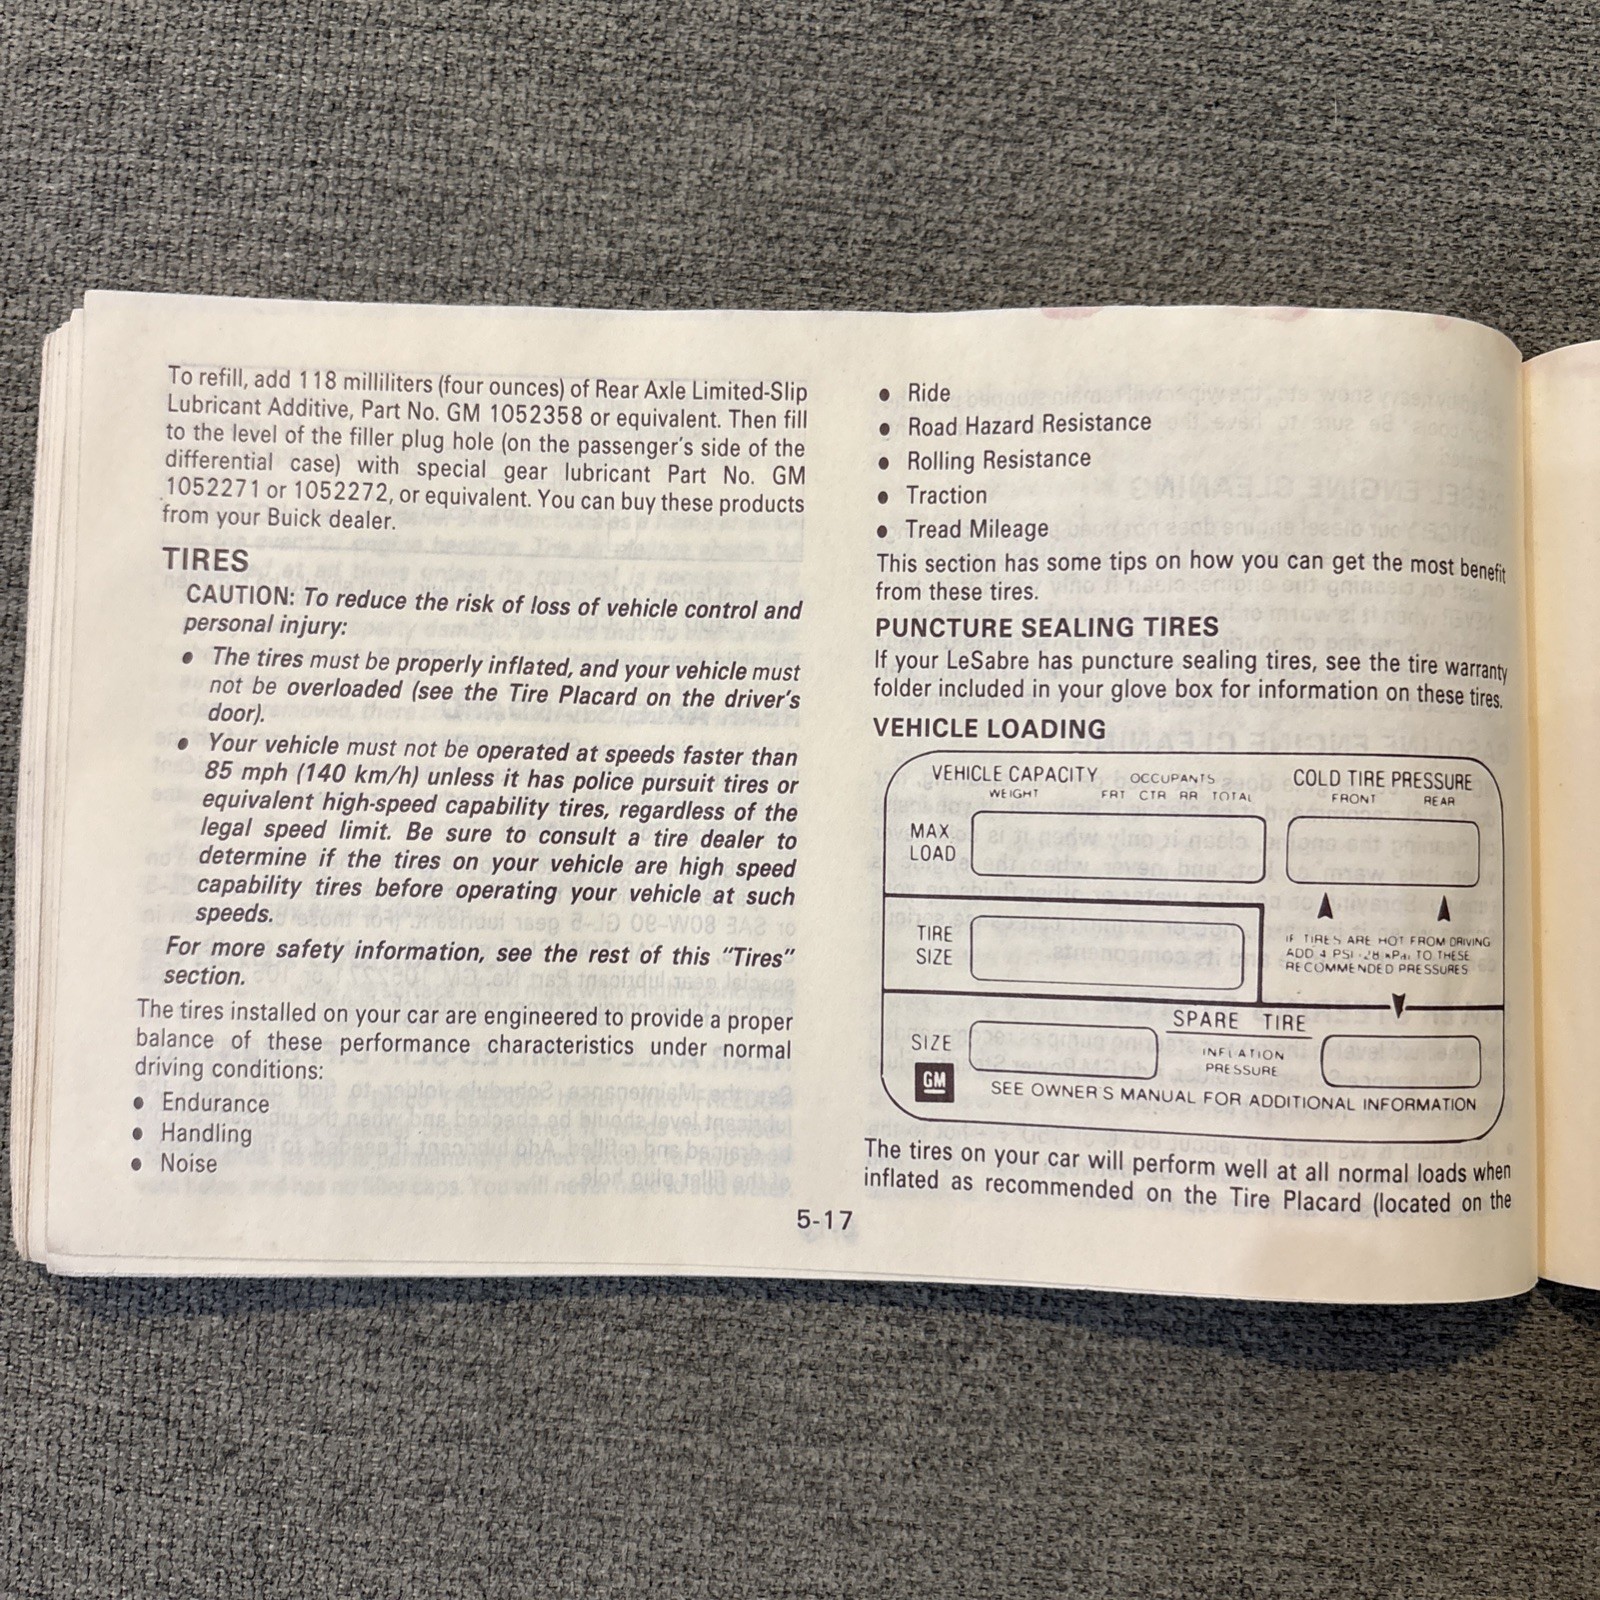 To refill, add 118 milliliters (four ounces) of Rear Axle Limited-Slip
Lubricant Additive, Part No. GM 1052358 or equivalent. Then fill
to the level of the filler plug hole (on the passenger's side of the
differential case) with special gear lubricant Part No. GM
1052271 or 1052272, or equivalent. You can buy these products
from your Buick dealer.
TIRES
CAUTION: To reduce the risk of loss of vehicle control and
personal injury:
• The tires must be properly inflated, and your vehicle must
not be overloaded (see the Tire Placard on the driver's
door).
• Your vehicle must not be operated at speeds faster than
85 mph (140 km/h) unless it has police pursuit tires or
equivalent high-speed capability tires, regardless of the
legal speed limit. Be sure to consult a tire dealer to
determine if the tires on your vehicle are high speed
capability tires before operating your vehicle at such
speeds.
For more safety information, see the rest of this "Tires"
section.
The tires installed on your car are engineered to provide a proper
balance of these performance characteristics under normal
driving conditions:
• Endurance
• Handling
• Noise
• Ride
• Road Hazard Resistance
• Rolling Resistance
• Traction
• Tread Mileage
This section has some tips on how you can get the most benefit
from these tires.
PUNCTURE SEALING TIRES
If your LeSabre has puncture sealing tires, see the tire warranty
folder included in your glove box for information on these tires.
VEHICLE LOADING
VEHICLE CAPACITY OCCUPANTS COLD TIRE PRESSURE
WEIGHT FRT CTR RR TOTAL FRONT REAR
MAX.
LOAD
TIRE
SIZE
IF TIRES ARE HOT FROM DRIVING
ADD 4 PSI (28 kPa) TO THESE
RECOMMENDED PRESSURES
SPARE TIRE
SIZE
INFLATION
PRESSURE
GM
SEE OWNER'S MANUAL FOR ADDITIONAL INFORMATION
The tires on your car will perform well at all normal loads when
inflated as recommended on the Tire Placard (located on the
5-17